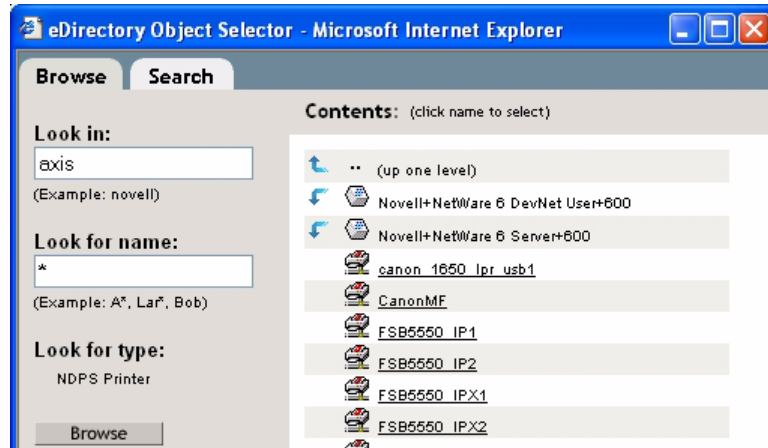 eDirectory Object Selector - Microsoft Internet Explorer
Browse Search
Contents: (click name to select)
Look in:
axis
(Example: novell)
Look for name:
*
(Example: A*, Lar*, Bob)
Look for type:
NDPS Printer
Browse
.. (up one level)
Novell+NetWare 6 DevNet User+600
Novell+NetWare 6 Server+600
canon_1650_lpr_usb1
CanonMF
FSB5550_IP1
FSB5550_IP2
FSB5550_IPX1
FSB5550_IPX2